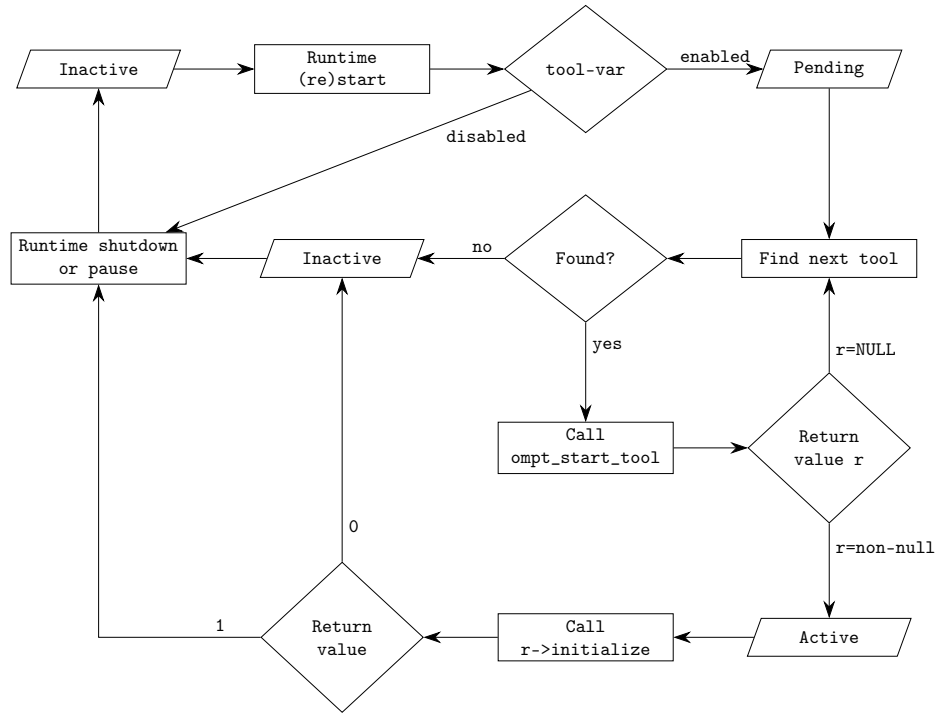 Inactive
Runtime
(re)start
tool-var
enabled
Pending
disabled
Runtime shutdown
or pause
Inactive
no
Found?
Find next tool
yes
r=NULL
Call
ompt_start_tool
Return
value r
0
r=non-null
1
Return
value
Call
r->initialize
Active